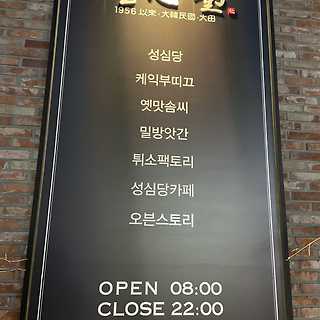 1956 以來·大韓民國·大田
성심당
케익부띠끄
옛맛솜씨
밀방앗간
튀소팩토리
성심당카페
오븐스토리
OPEN 08:00
CLOSE 22:00